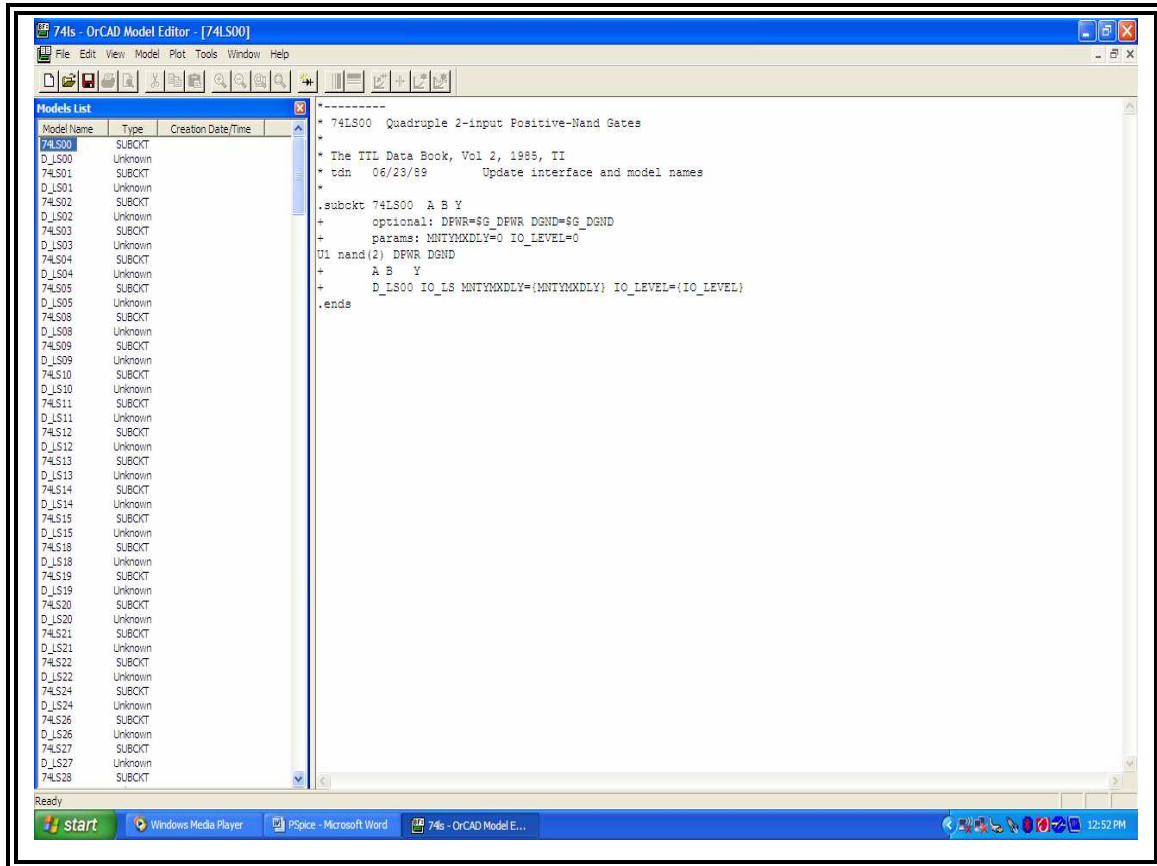 74ls - OrCAD Model Editor - [74LS00]
File Edit View Model Plot Tools Window Help
Models List
Model Name Type Creation Date/Time
74LS00 SUBCKT
D_LS00 Unknown
74LS01 SUBCKT
D_LS01 Unknown
74LS02 SUBCKT
D_LS02 Unknown
74LS03 SUBCKT
D_LS03 Unknown
74LS04 SUBCKT
D_LS04 Unknown
74LS05 SUBCKT
D_LS05 Unknown
74LS08 SUBCKT
D_LS08 Unknown
74LS09 SUBCKT
D_LS09 Unknown
74LS10 SUBCKT
D_LS10 Unknown
74LS11 SUBCKT
D_LS11 Unknown
74LS12 SUBCKT
D_LS12 Unknown
74LS13 SUBCKT
D_LS13 Unknown
74LS14 SUBCKT
D_LS14 Unknown
74LS15 SUBCKT
D_LS15 Unknown
74LS18 SUBCKT
D_LS18 Unknown
74LS19 SUBCKT
D_LS19 Unknown
74LS20 SUBCKT
D_LS20 Unknown
74LS21 SUBCKT
D_LS21 Unknown
74LS22 SUBCKT
D_LS22 Unknown
74LS24 SUBCKT
D_LS24 Unknown
74LS26 SUBCKT
D_LS26 Unknown
74LS27 SUBCKT
D_LS27 Unknown
74LS28 SUBCKT
*---------
* 74LS00 Quadruple 2-input Positive-Nand Gates
*
* The TTL Data Book, Vol 2, 1985, TI
* tdn 06/23/89 Update interface and model names
*
.subckt 74LS00 A B Y
+ optional: DPWR=$G_DPWR DGND=$G_DGND
+ params: MNTYMXDLY=0 IO_LEVEL=0
U1 nand(2) DPWR DGND
+ A B Y
+ D_LS00 IO_LS MNTYMXDLY={MNTYMXDLY} IO_LEVEL={IO_LEVEL}
.ends
Ready
start Windows Media Player PSpice - Microsoft Word 74ls - OrCAD Model E... 12:52 PM